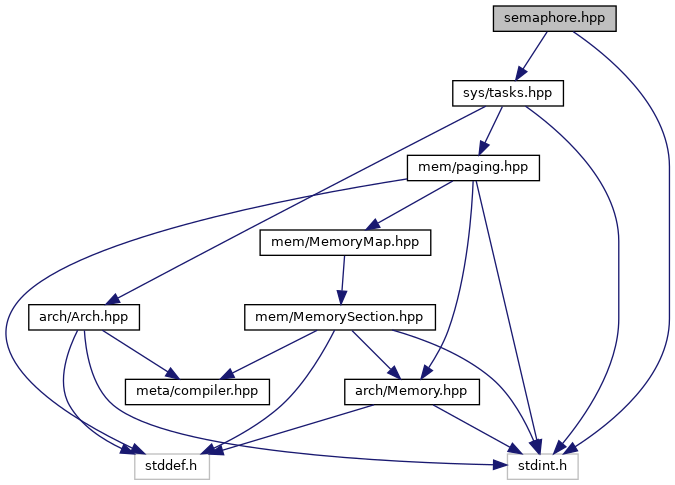 semaphore.hpp
sys/tasks.hpp
mem/paging.hpp
mem/MemoryMap.hpp
arch/Arch.hpp
mem/MemorySection.hpp
meta/compiler.hpp
arch/Memory.hpp
stddef.h
stdint.h